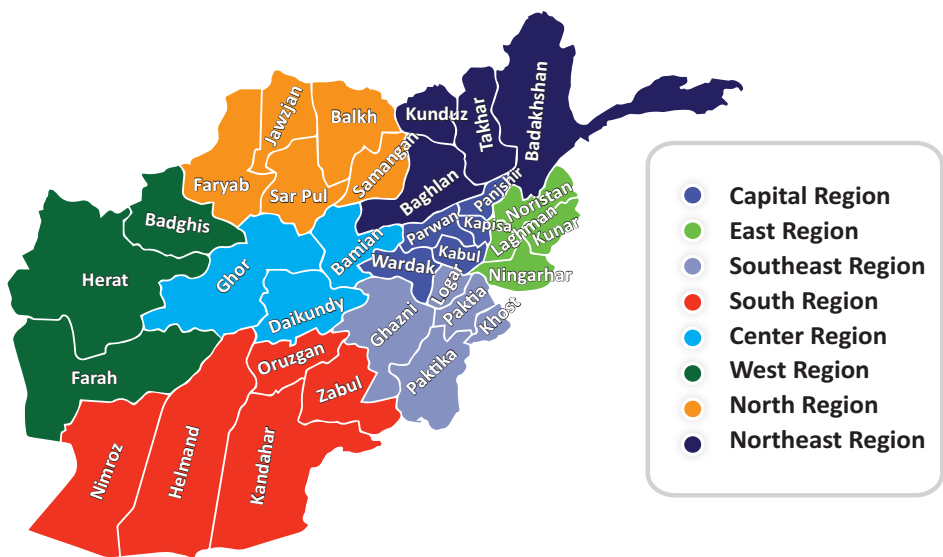 Badakhshan
Takhar
Kunduz
Balkh
Jawzjan
Samangan
Faryab
Sar Pul
Baghlan
Panjshir
Noristan
Badghis
Parwan
Kapisa
Laghman
Kunar
Bamian
Kabul
Wardak
Ghor
Herat
Ningarhar
Logar
Paktia
Khost
Daikundy
Ghazni
Oruzgan
Paktika
Farah
Zabul
Nimroz
Helmand
Kandahar
Capital Region
East Region
Southeast Region
South Region
Center Region
West Region
North Region
Northeast Region